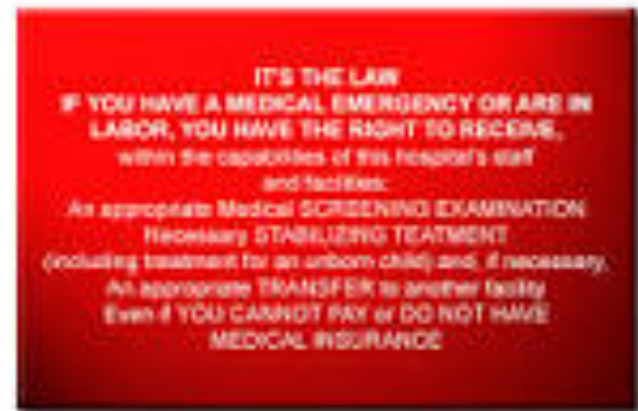 IT'S THE LAW
IF YOU HAVE A MEDICAL EMERGENCY OR ARE IN
LABOR, YOU HAVE THE RIGHT TO RECEIVE,
within the capabilities of this hospital's staff
and facilities:
An appropriate Medical SCREENING EXAMINATION
Necessary STABILIZING TEATMENT
(including treatment for an unborn child) and, if necessary,
An appropriate TRANSFER to another facility
Even if YOU CANNOT PAY or DO NOT HAVE
MEDICAL INSURANCE